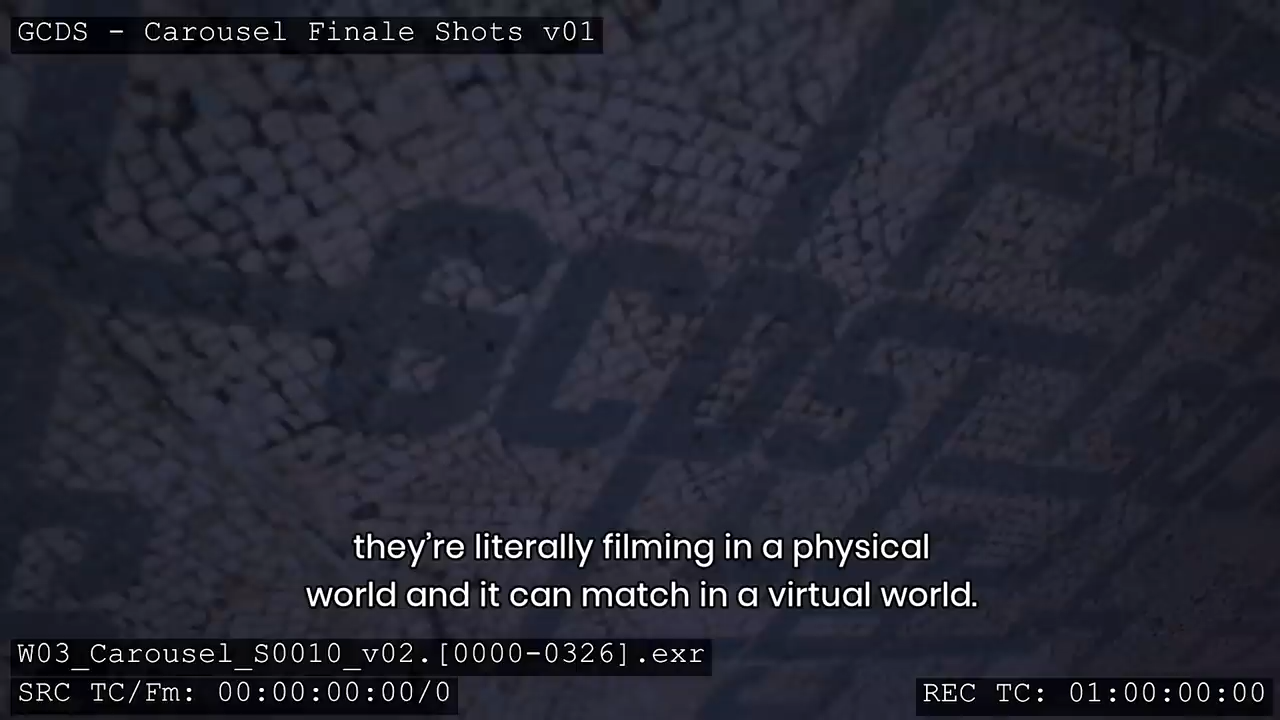 GCDS - Carousel Finale Shots v01
they’re literally filming in a physical
world and it can match in a virtual world.
W03_Carousel_S0010_v02.[0000-0326].exr
SRC TC/Fm: 00:00:00:00/0
REC TC: 01:00:00:00